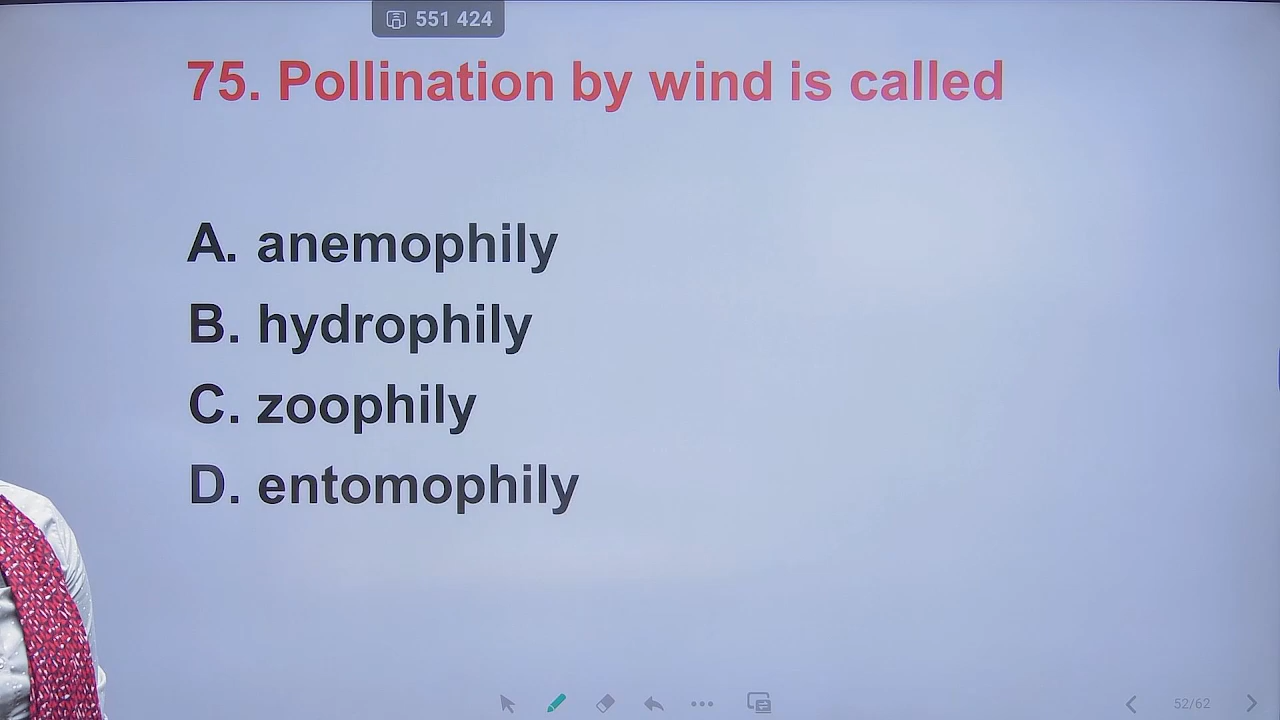 551 424
75. Pollination by wind is called
A. anemophily
B. hydrophily
C. zoophily
D. entomophily
52/62